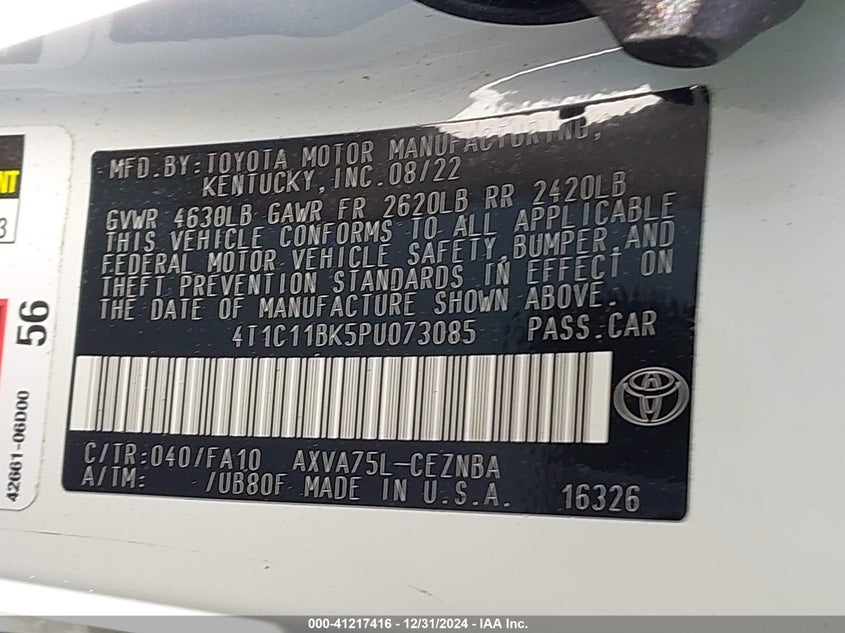 MFD.BY:TOYOTA MOTOR MANUFACTURING,
KENTUCKY,INC.08/22
GVWR 4630LB GAWR FR 2620LB RR 2420LB
THIS VEHICLE CONFORMS TO ALL APPLICABLE
FEDERAL MOTOR VEHICLE SAFETY,BUMPER,AND
THEFT PREVENTION STANDARDS IN EFFECT ON
THE DATE OF MANUFACTURE SHOWN ABOVE.
4T1C11BK5PU073085 PASS.CAR
C/TR:040/FA10 AXVA75L-CEZNBA
A/TM: /UB80F MADE IN U.S.A. 16326
56
42661-06D00
000-41217416 - 12/31/2024 - IAA Inc.